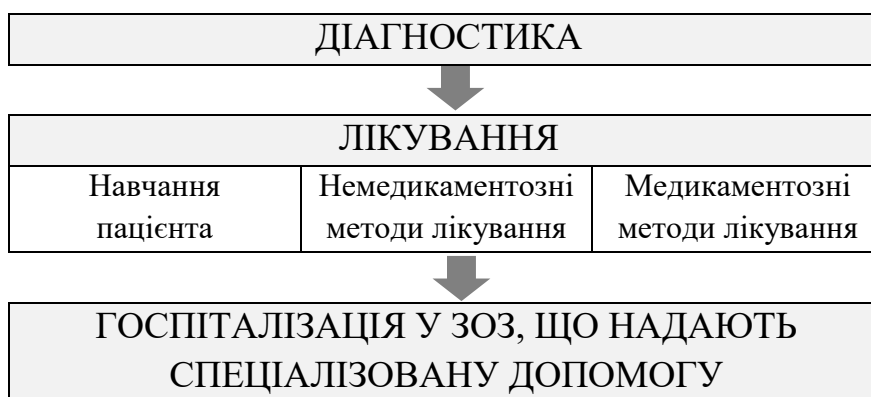 ДІАГНОСТИКА
ЛІКУВАННЯ
Навчання
пацієнта
Немедикаментозні
методи лікування
Медикаментозні
методи лікування
ГОСПІТАЛІЗАЦІЯ У ЗОЗ, ЩО НАДАЮТЬ
СПЕЦІАЛІЗОВАНУ ДОПОМОГУ